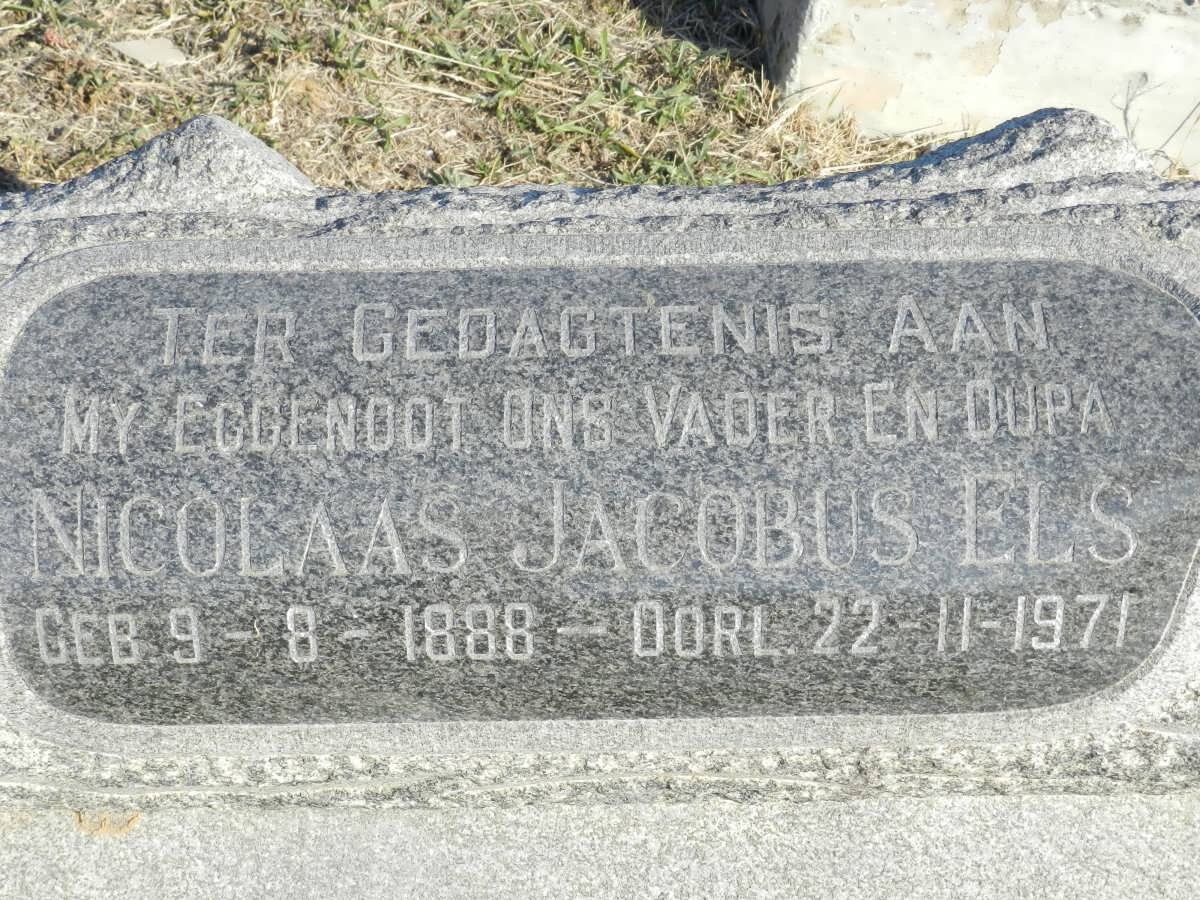 TER GEDAGTENIS AAN
MY EGGENOOT ONS VADER EN OUPA
NICOLAAS JACOBUS ELS
GEB. 9-8-1888 — OORL. 22-11-1971